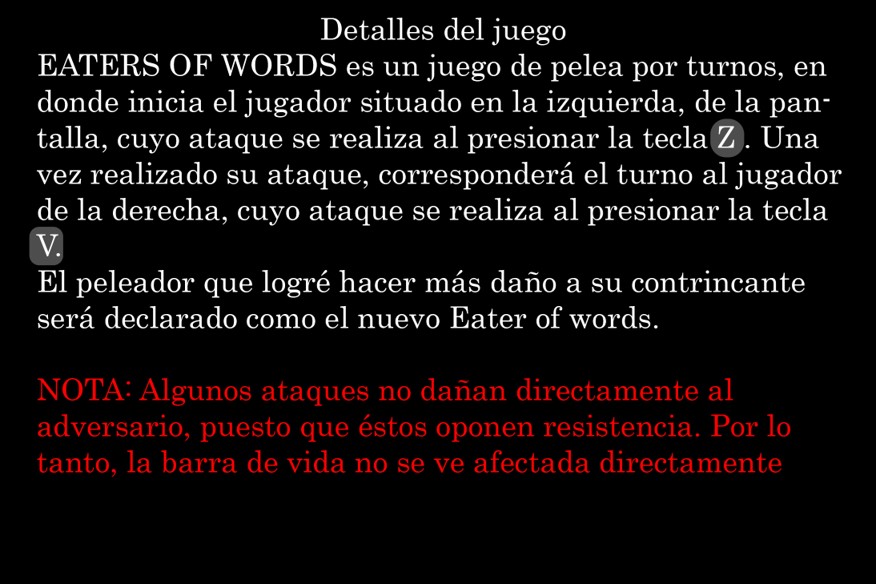 Detalles del juego
EATERS OF WORDS es un juego de pelea por turnos, en
donde inicia el jugador situado en la izquierda, de la pan-
talla, cuyo ataque se realiza al presionar la tecla Z . Una
vez realizado su ataque, corresponderá el turno al jugador
de la derecha, cuyo ataque se realiza al presionar la tecla
V.
El peleador que logré hacer más daño a su contrincante
será declarado como el nuevo Eater of words.
NOTA: Algunos ataques no dañan directamente al
adversario, puesto que éstos oponen resistencia. Por lo
tanto, la barra de vida no se ve afectada directamente